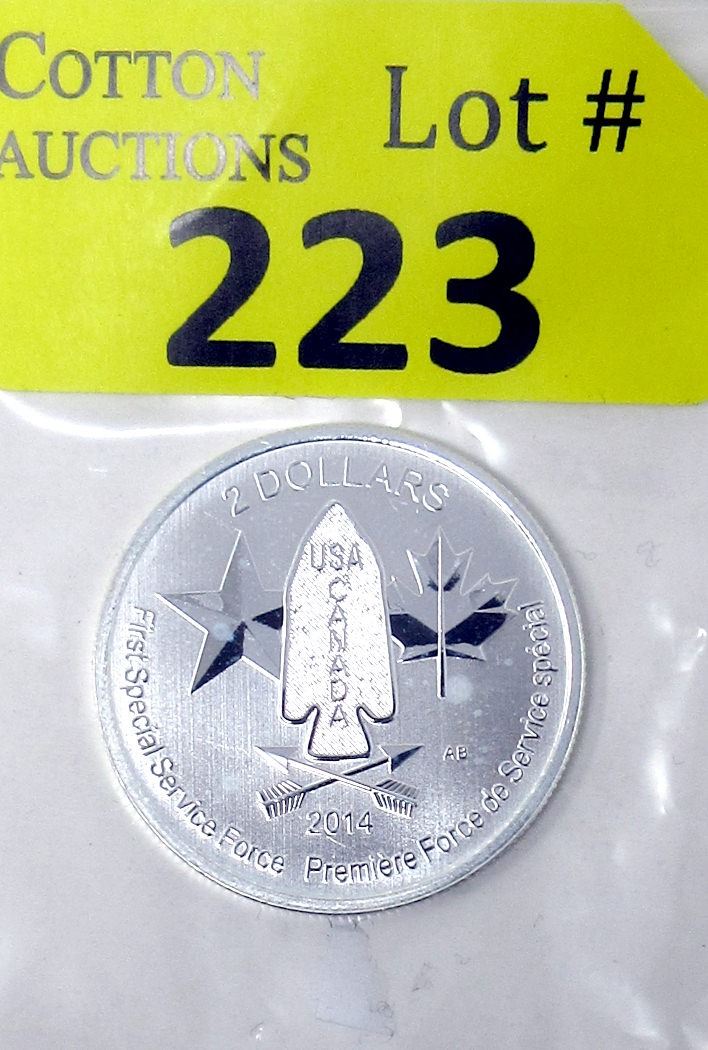 COTTON
AUCTIONS
Lot #
223
2 DOLLARS
USA
CANADA
AB
2014
First Special Service Force
Première Force de Service spécial